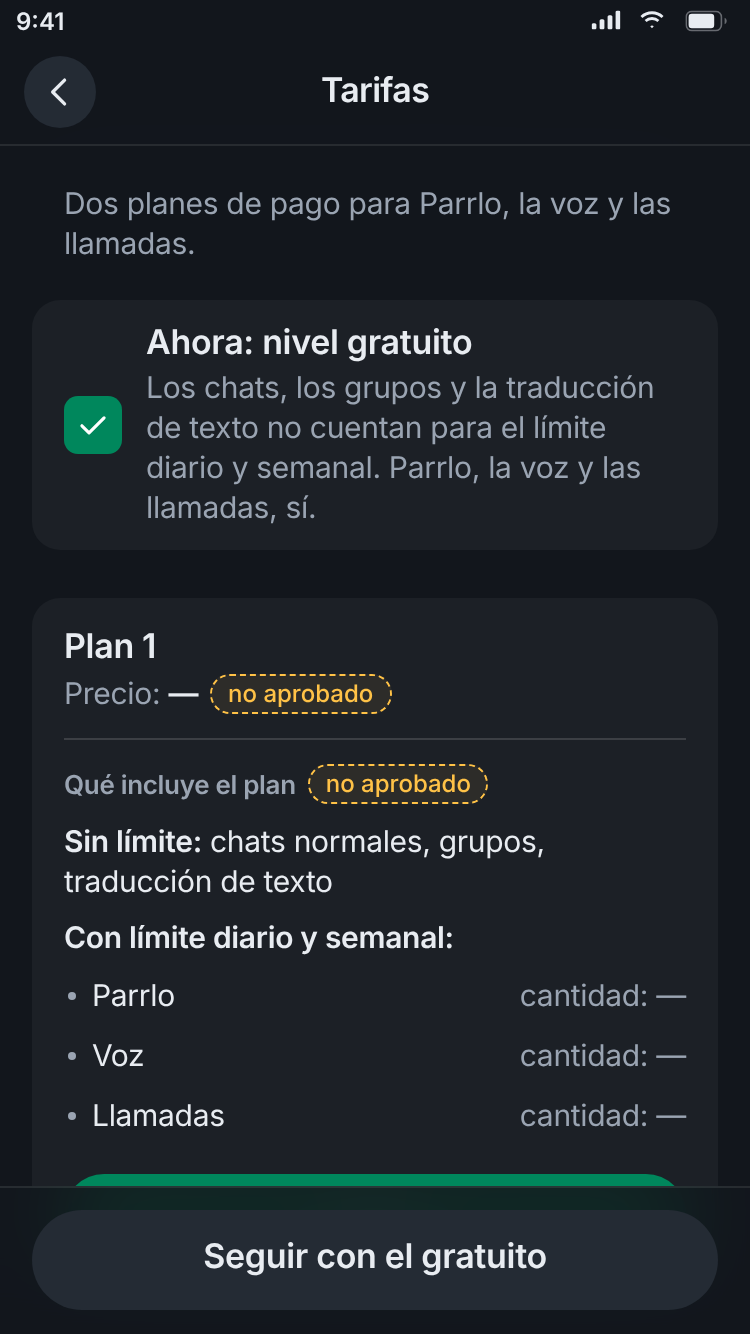 9:41
Tarifas
Dos planes de pago para Parrlo, la voz y las
llamadas.
Ahora: nivel gratuito
Los chats, los grupos y la traducción
de texto no cuentan para el límite
diario y semanal. Parrlo, la voz y las
llamadas, sí.
Plan 1
Precio: — no aprobado
Qué incluye el plan no aprobado
Sin límite: chats normales, grupos,
traducción de texto
Con límite diario y semanal:
• Parrlo cantidad: —
• Voz cantidad: —
• Llamadas cantidad: —
Seguir con el gratuito